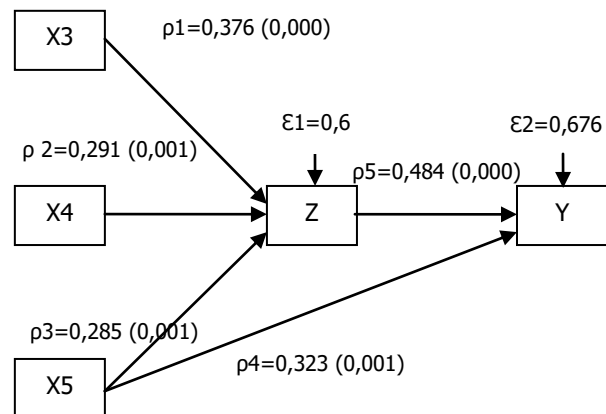 X3
ρ1=0,376 (0,000)
Ɛ1=0,6
Ɛ2=0,676
ρ 2=0,291 (0,001)
ρ5=0,484 (0,000)
X4
Z
Y
ρ3=0,285 (0,001)
ρ4=0,323 (0,001)
X5